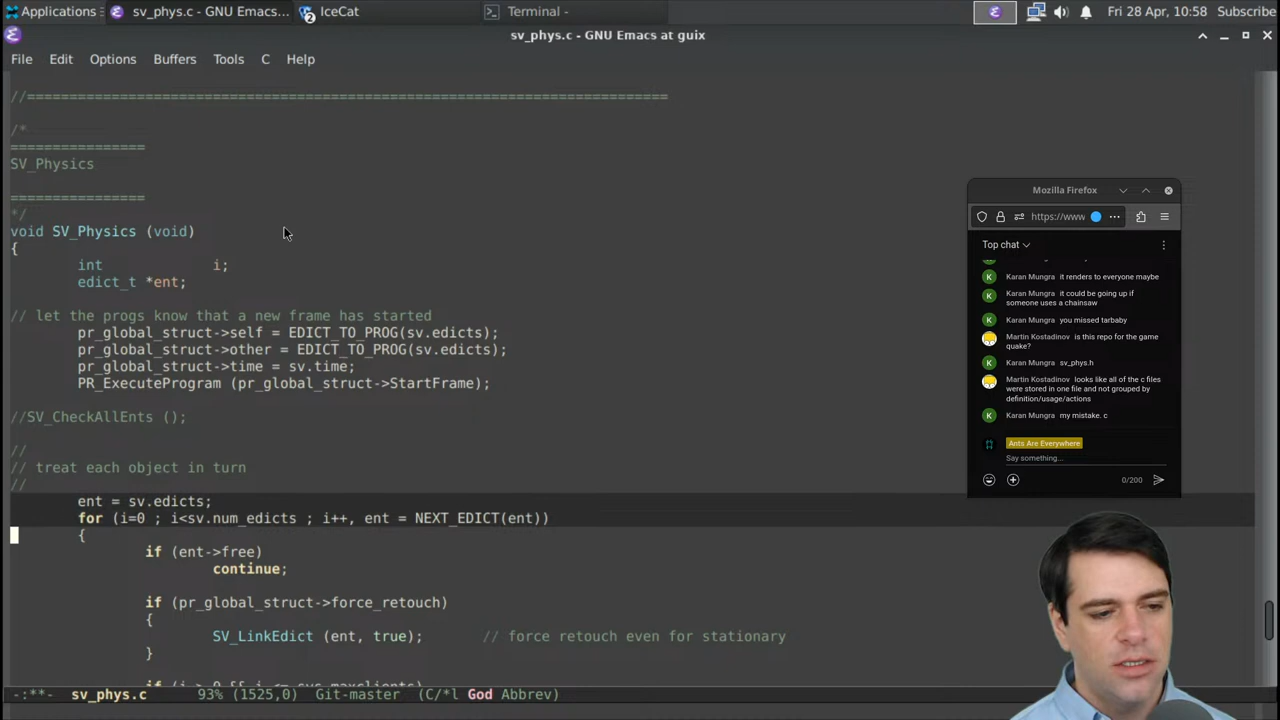 Applications
sv_phys.c - GNU Emacs...
2
IceCat
Terminal -
Fri 28 Apr, 10:58
Subscribe
sv_phys.c - GNU Emacs at guix
File Edit Options Buffers Tools C Help
//============================================================================
/*
================
SV_Physics
================
*/
void SV_Physics (void)
{
int i;
edict_t *ent;
// let the progs know that a new frame has started
pr_global_struct->self = EDICT_TO_PROG(sv.edicts);
pr_global_struct->other = EDICT_TO_PROG(sv.edicts);
pr_global_struct->time = sv.time;
PR_ExecuteProgram (pr_global_struct->StartFrame);
//SV_CheckAllEnts ();
//
// treat each object in turn
//
ent = sv.edicts;
for (i=0 ; i<sv.num_edicts ; i++, ent = NEXT_EDICT(ent))
{
if (ent->free)
continue;
if (pr_global_struct->force_retouch)
{
SV_LinkEdict (ent, true); // force retouch even for stationary
}
if (i > 0 && i <= svs.maxclients)
-:**- sv_phys.c 93% (1525,0) Git-master (C/*l God Abbrev)
Mozilla Firefox
https://www
Top chat
K Karan Mungra it renders to everyone maybe
K Karan Mungra it could be going up if
someone uses a chainsaw
K Karan Mungra you missed tarbaby
Martin Kostadinov is this repo for the game
quake?
K Karan Mungra sv_phys.h
Martin Kostadinov looks like all of the c files
were stored in one file and not grouped by
definition/usage/actions
K Karan Mungra my mistake. c
Ants Are Everywhere
Say something...
0/200